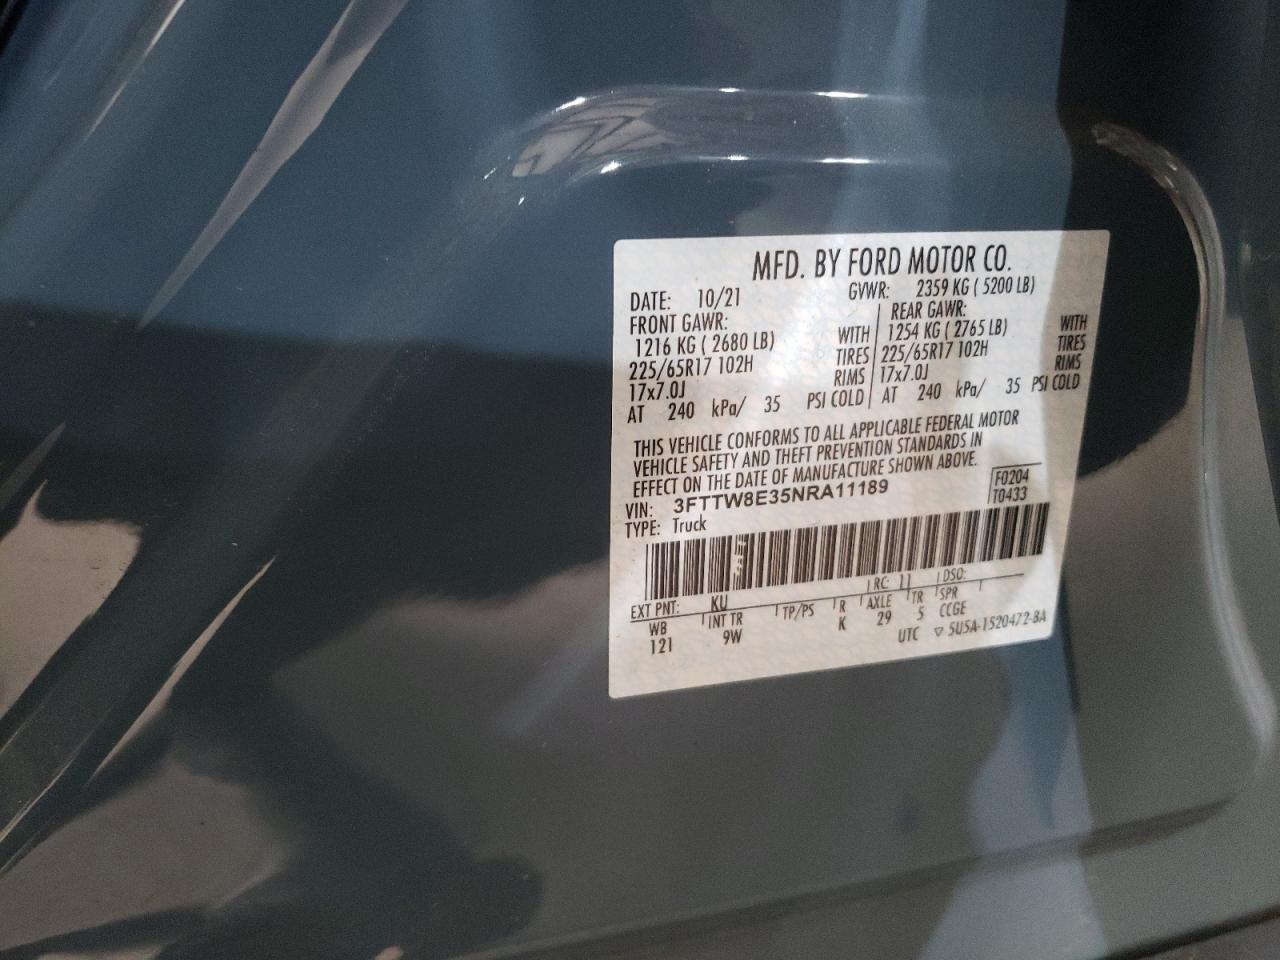 MFD. BY FORD MOTOR CO.
DATE: 10/21 GVWR: 2359 KG ( 5200 LB)
FRONT GAWR: REAR GAWR:
1216 KG ( 2680 LB) WITH 1254 KG ( 2765 LB) WITH
225/65R17 102H TIRES 225/65R17 102H TIRES
17x7.0J RIMS 17x7.0J RIMS
AT 240 kPa/ 35 PSI COLD AT 240 kPa/ 35 PSI COLD
THIS VEHICLE CONFORMS TO ALL APPLICABLE FEDERAL MOTOR
VEHICLE SAFETY AND THEFT PREVENTION STANDARDS IN
EFFECT ON THE DATE OF MANUFACTURE SHOWN ABOVE.
VIN: 3FTTW8E35NRA11189 F0204
TYPE: Truck T0433
EXT PNT: KU RC: 11 DSO:
WB INT TR TP/PS R AXLE TR SPR
121 9W K 29 5 CCGE
UTC ▽ 5U5A-1520472-BA